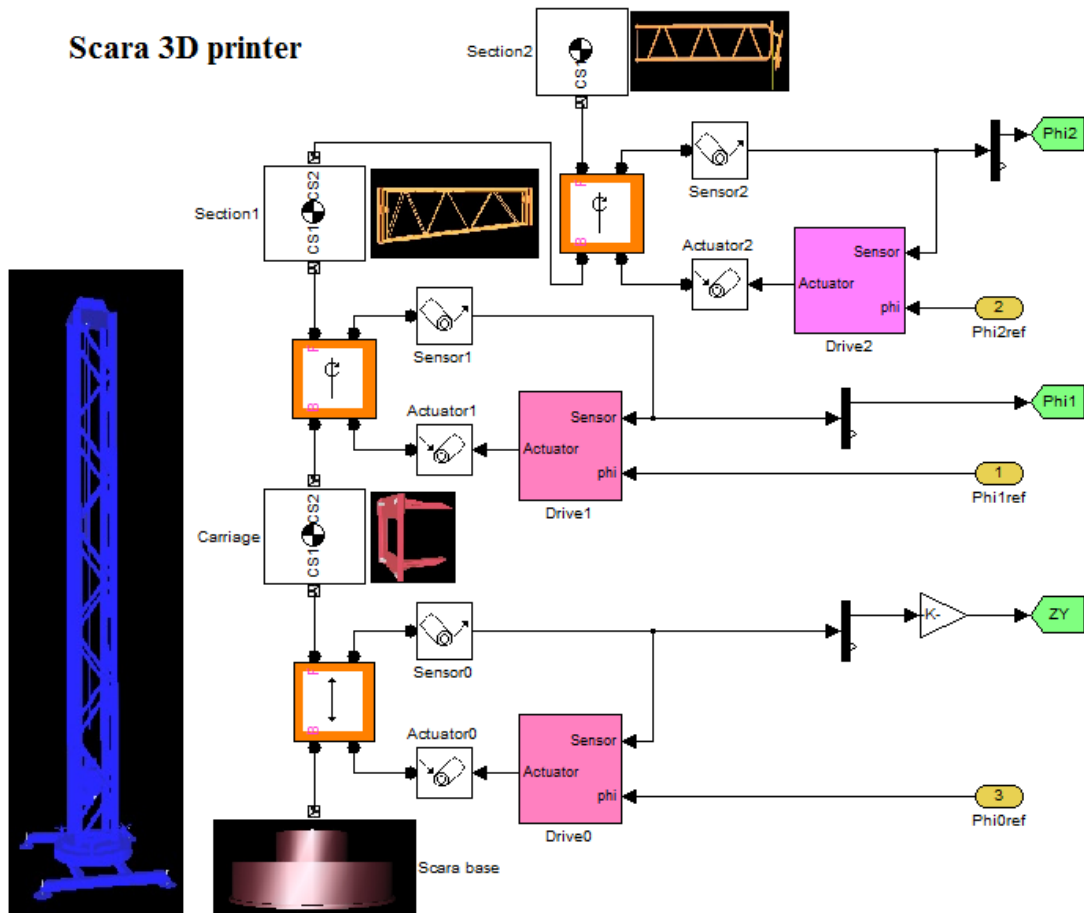 Scara 3D printer
Section2
CS1
Phi2
Sensor2
Section1
CS2
CS1
F
B
Actuator2
Sensor
Actuator
phi
2
Phi2ref
Drive2
Sensor1
F
B
Actuator1
Sensor
Actuator
phi
Drive1
Phi1
1
Phi1ref
Carriage
CS2
CS1
Sensor0
K-
ZY
F
B
Actuator0
Sensor
Actuator
phi
Drive0
3
Phi0ref
Scara base